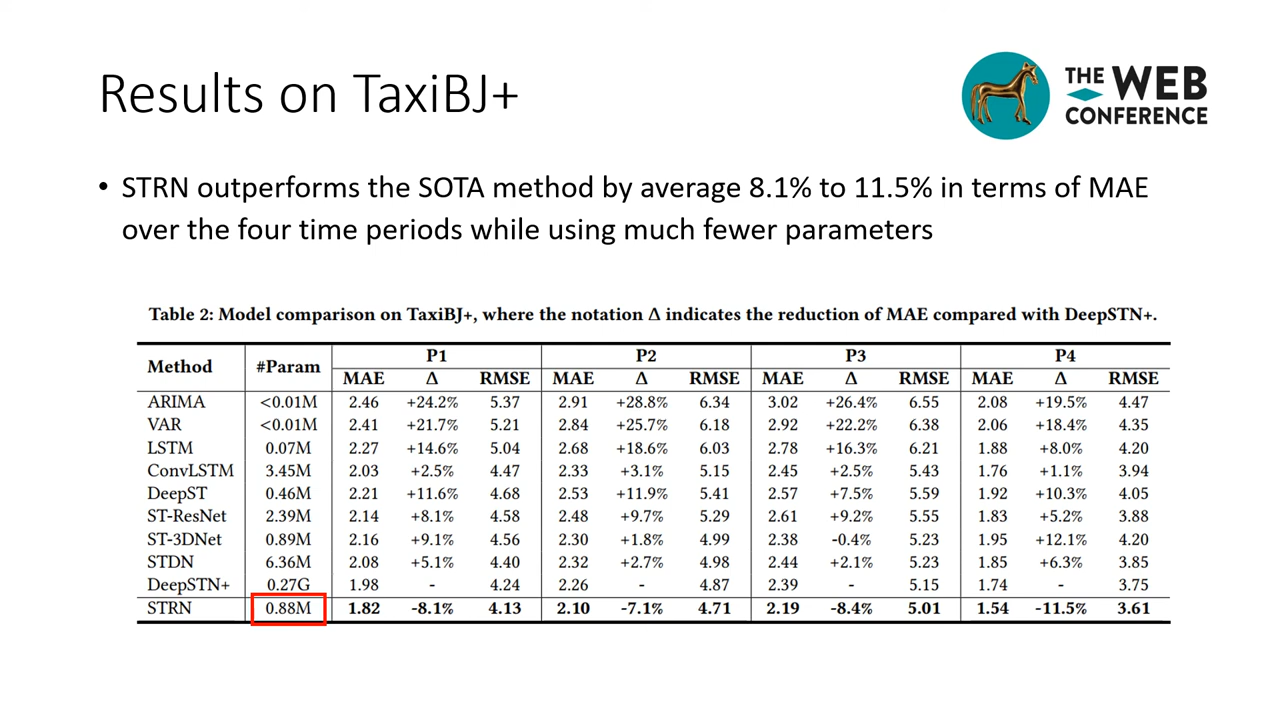 Results on TaxiBJ+
THE WEB
CONFERENCE
• STRN outperforms the SOTA method by average 8.1% to 11.5% in terms of MAE
over the four time periods while using much fewer parameters
Table 2: Model comparison on TaxiBJ+, where the notation Δ indicates the reduction of MAE compared with DeepSTN+.
Method #Param P1 P2 P3 P4
MAE Δ RMSE MAE Δ RMSE MAE Δ RMSE MAE Δ RMSE
ARIMA <0.01M 2.46 +24.2% 5.37 2.91 +28.8% 6.34 3.02 +26.4% 6.55 2.08 +19.5% 4.47
VAR <0.01M 2.41 +21.7% 5.21 2.84 +25.7% 6.18 2.92 +22.2% 6.38 2.06 +18.4% 4.35
LSTM 0.07M 2.27 +14.6% 5.04 2.68 +18.6% 6.03 2.78 +16.3% 6.21 1.88 +8.0% 4.20
ConvLSTM 3.45M 2.03 +2.5% 4.47 2.33 +3.1% 5.15 2.45 +2.5% 5.43 1.76 +1.1% 3.94
DeepST 0.46M 2.21 +11.6% 4.68 2.53 +11.9% 5.41 2.57 +7.5% 5.59 1.92 +10.3% 4.05
ST-ResNet 2.39M 2.14 +8.1% 4.58 2.48 +9.7% 5.29 2.61 +9.2% 5.55 1.83 +5.2% 3.88
ST-3DNet 0.89M 2.16 +9.1% 4.56 2.30 +1.8% 4.99 2.38 -0.4% 5.23 1.95 +12.1% 4.20
STDN 6.36M 2.08 +5.1% 4.40 2.32 +2.7% 4.98 2.44 +2.1% 5.23 1.85 +6.3% 3.85
DeepSTN+ 0.27G 1.98 - 4.24 2.26 - 4.87 2.39 - 5.15 1.74 - 3.75
STRN 0.88M 1.82 -8.1% 4.13 2.10 -7.1% 4.71 2.19 -8.4% 5.01 1.54 -11.5% 3.61